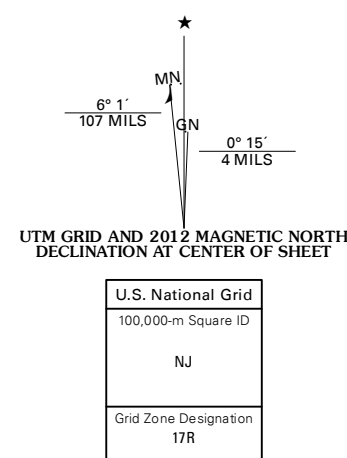 ★
MN.
6° 1´
107 MILS
GN
0° 15´
4 MILS
UTM GRID AND 2012 MAGNETIC NORTH
DECLINATION AT CENTER OF SHEET
U.S. National Grid
100,000-m Square ID
NJ
Grid Zone Designation
17R